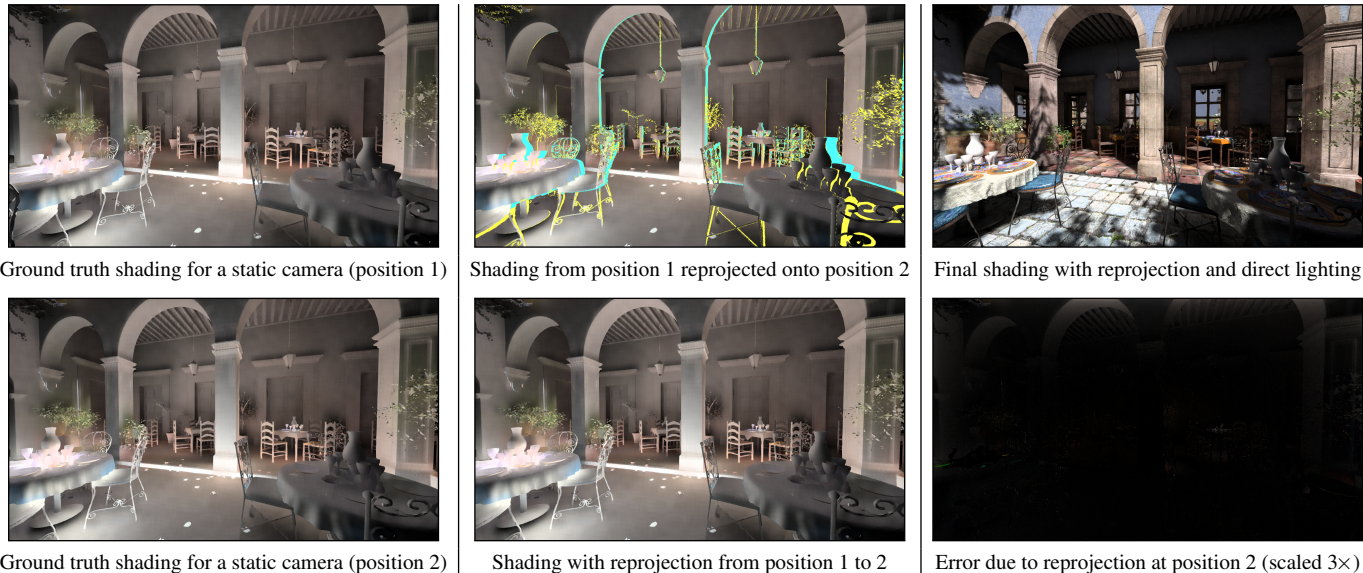 Ground truth shading for a static camera (position 1)
Shading from position 1 reprojected onto position 2
Final shading with reprojection and direct lighting
Ground truth shading for a static camera (position 2)
Shading with reprojection from position 1 to 2
Error due to reprojection at position 2 (scaled 3×)